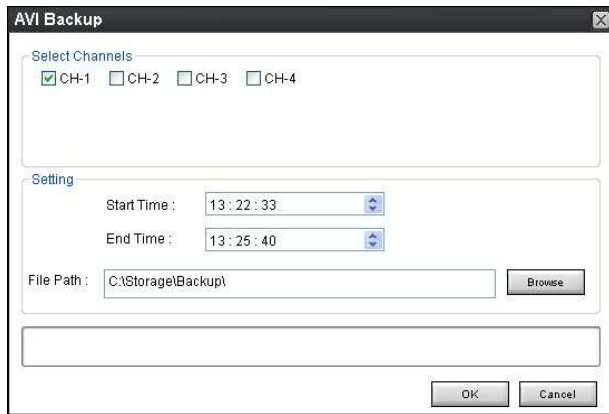 AVI Backup
Select Channels
CH-1 CH-2 CH-3 CH-4
Setting
Start Time : 13 : 22 : 33
End Time : 13 : 25 : 40
File Path : C:\Storage\Backup\ Browse
OK Cancel